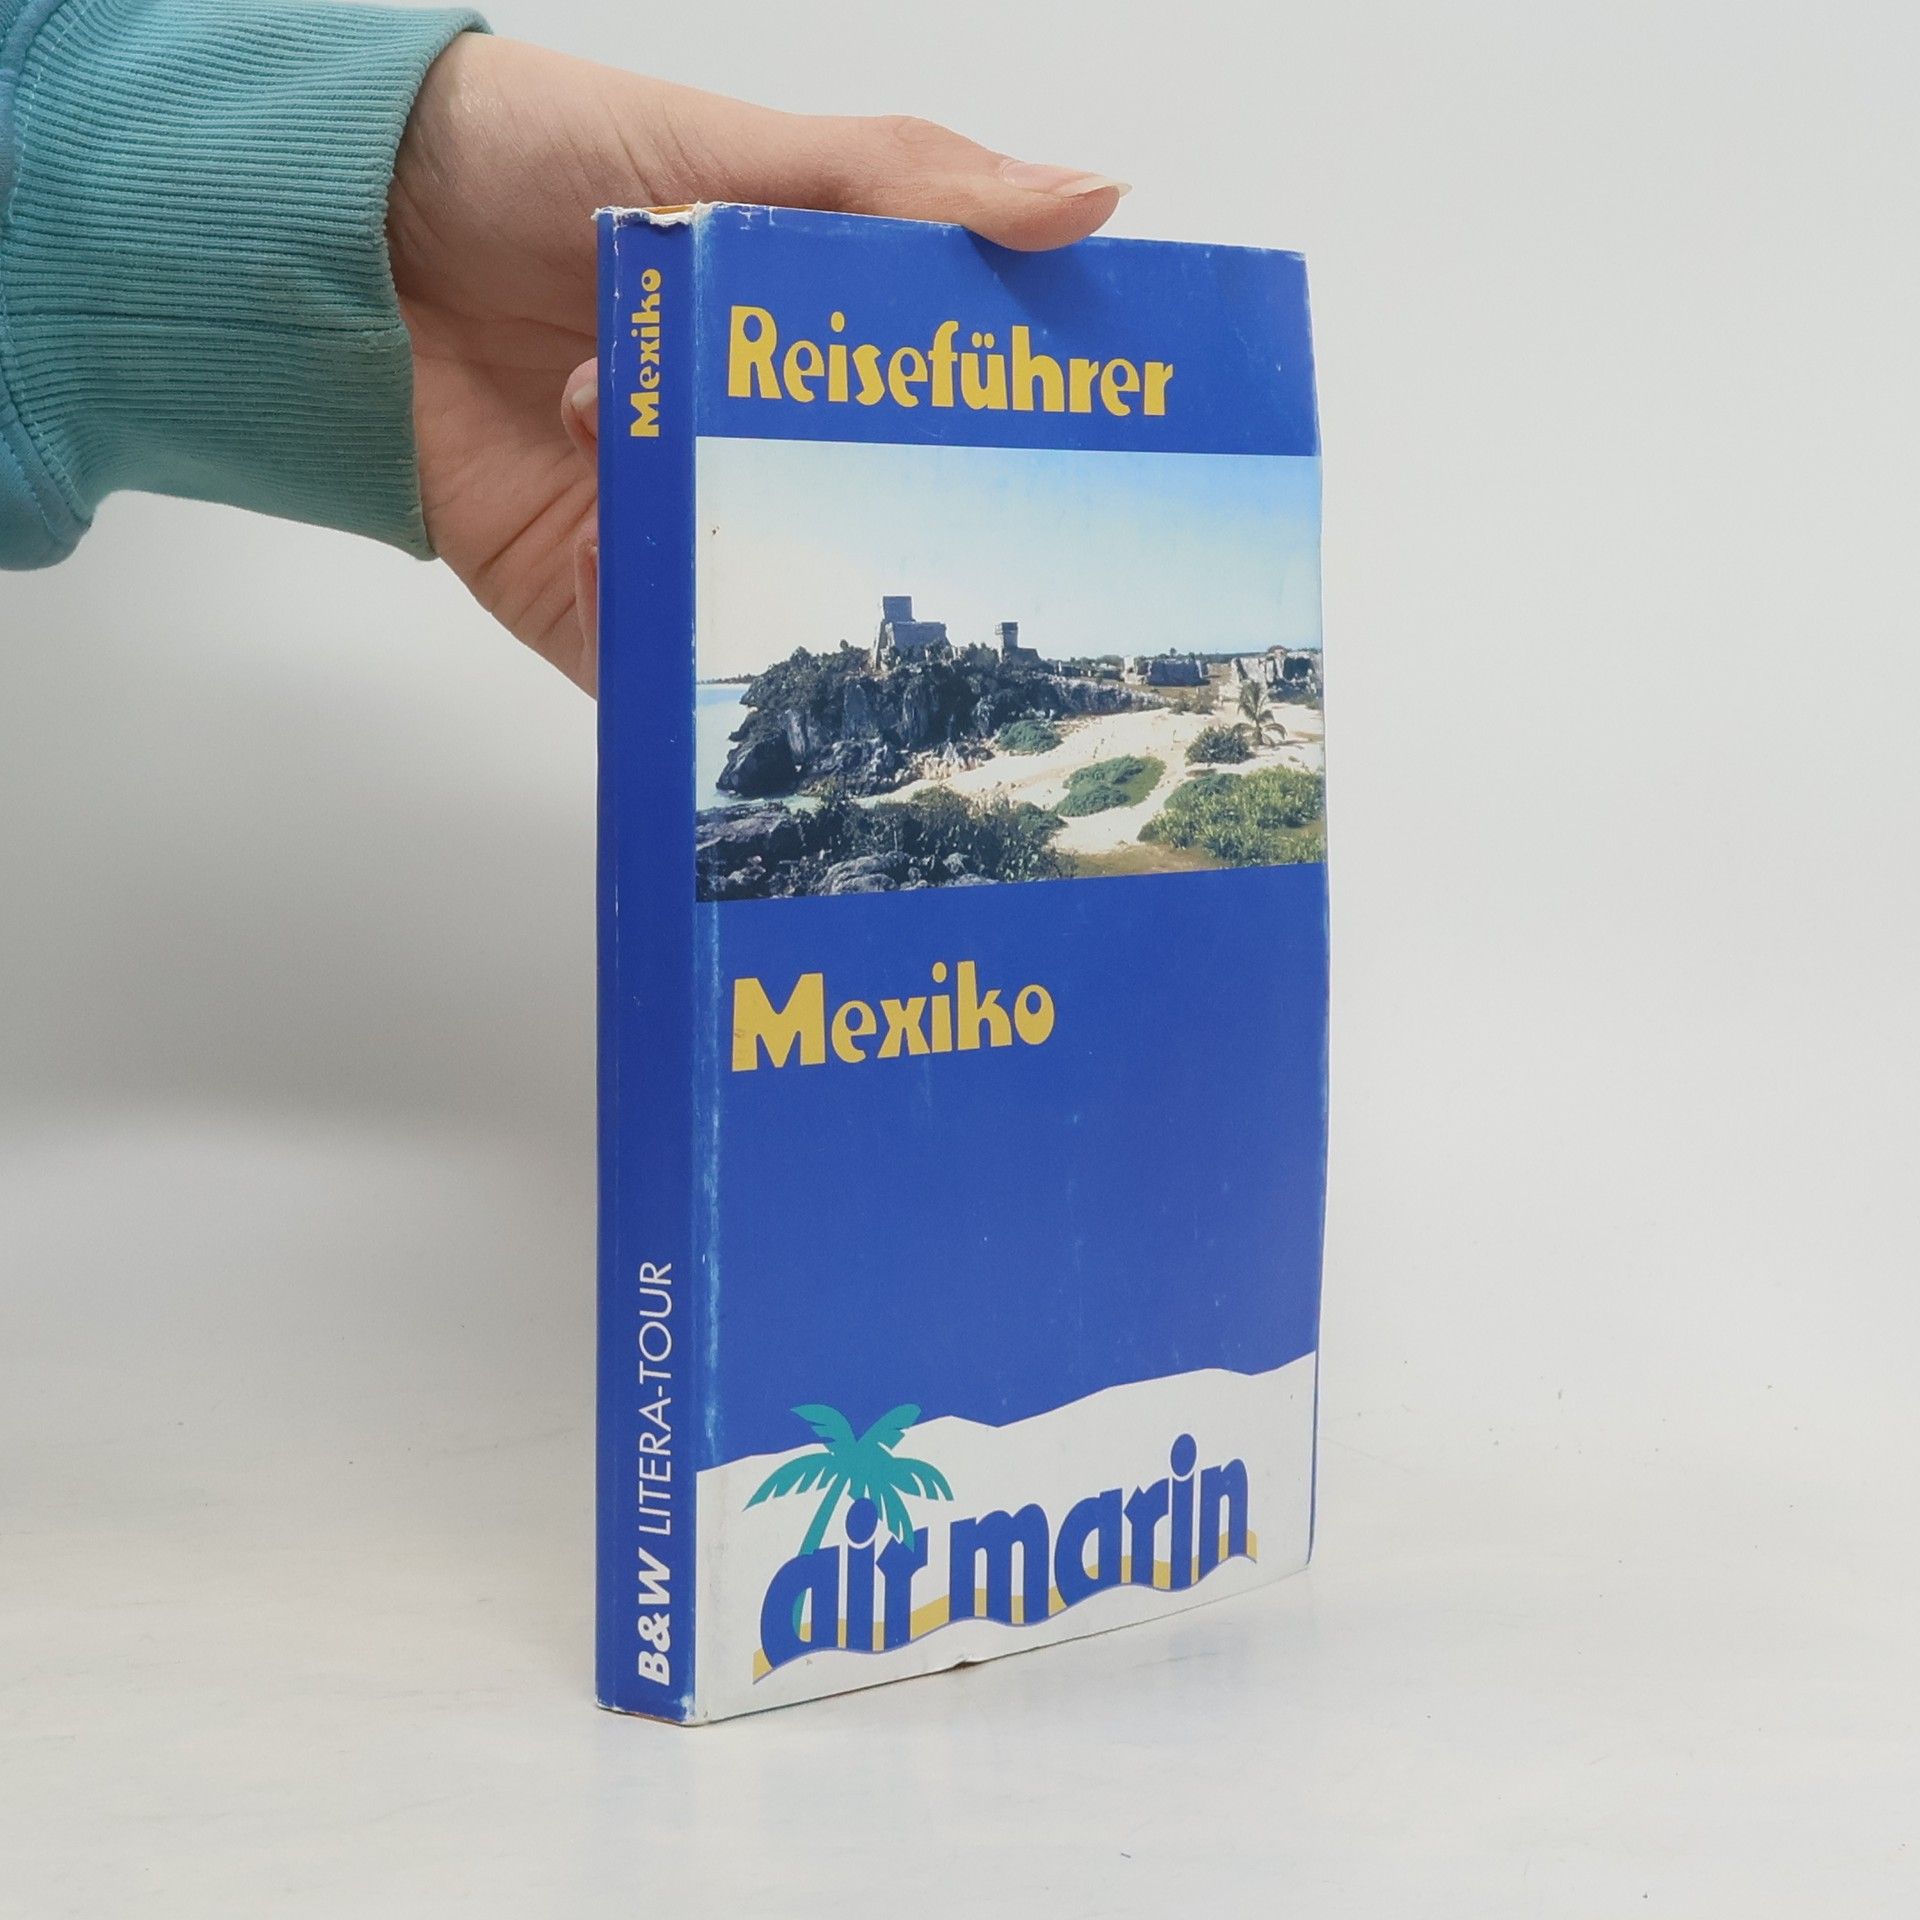 Mexiko
B&W LITERA-TOUR
Reiseführer
Mexiko
air marin